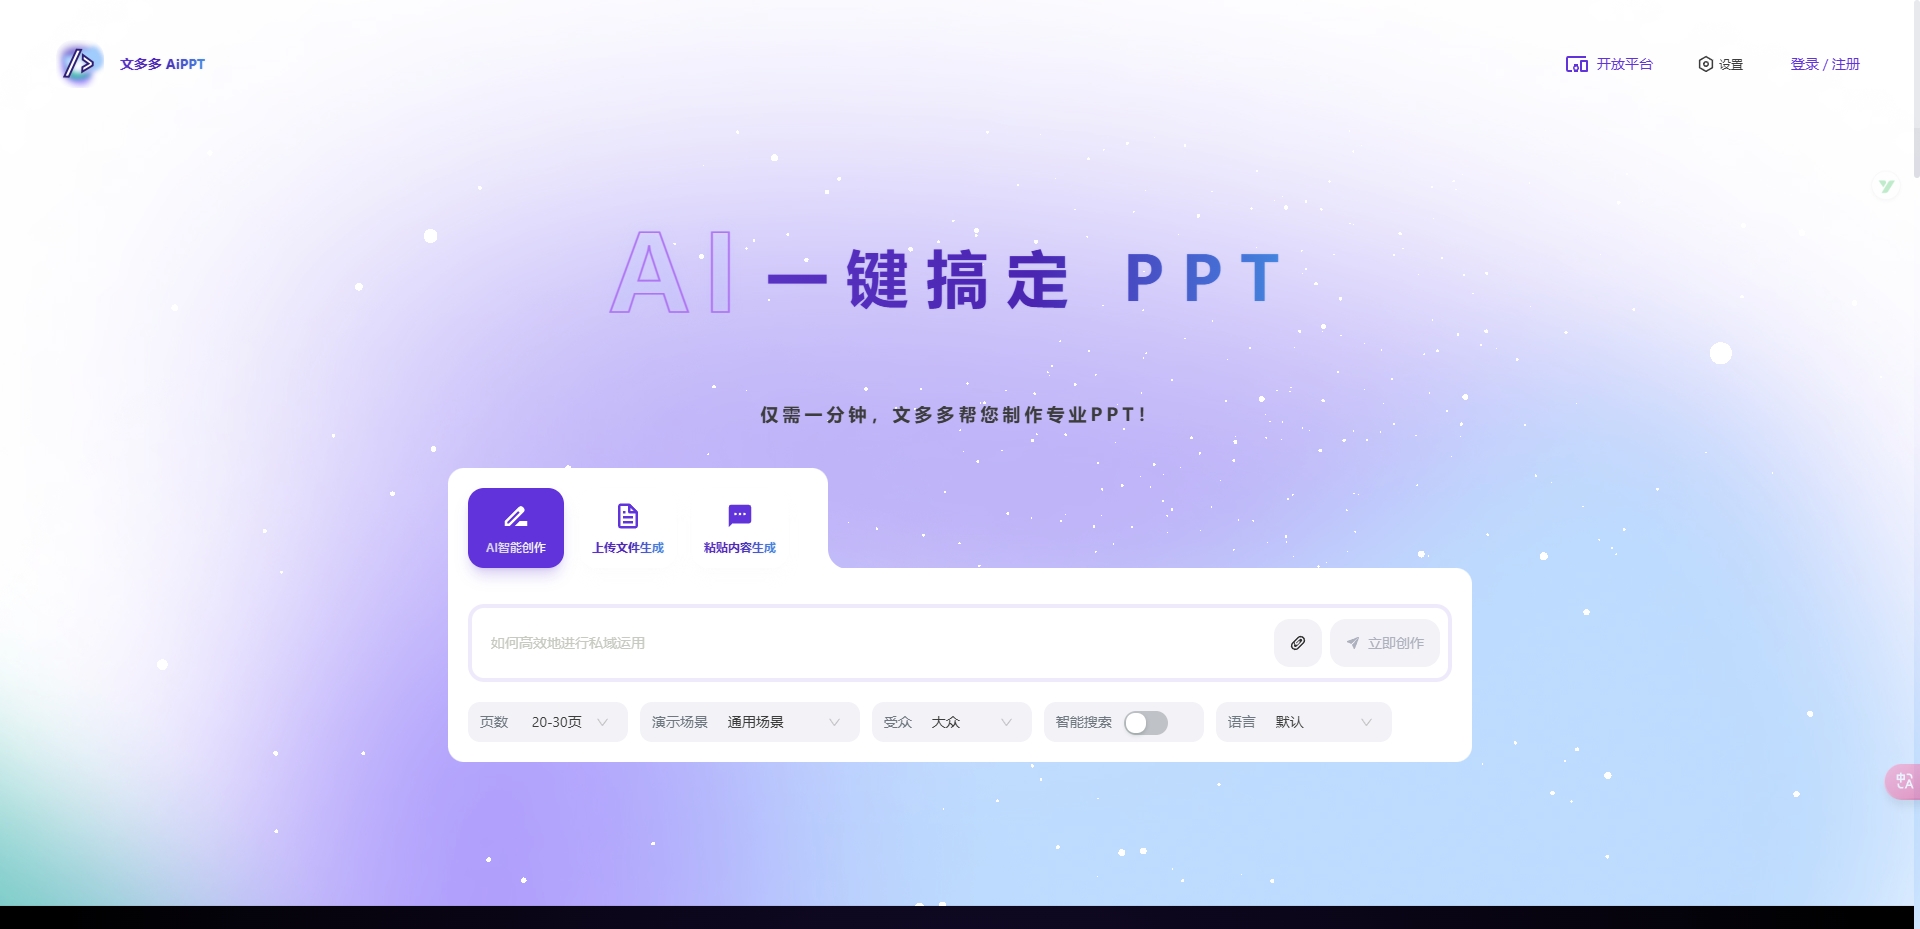 文多多 AiPPT
开放平台
设置
登录 / 注册
AI一键搞定 PPT
仅需一分钟，文多多帮您制作专业PPT！
AI智能创作
上传文件生成
粘贴内容生成
如何高效地进行私域运用
立即创作
页数 20-30页
演示场景 通用场景
受众 大众
智能搜索
语言 默认